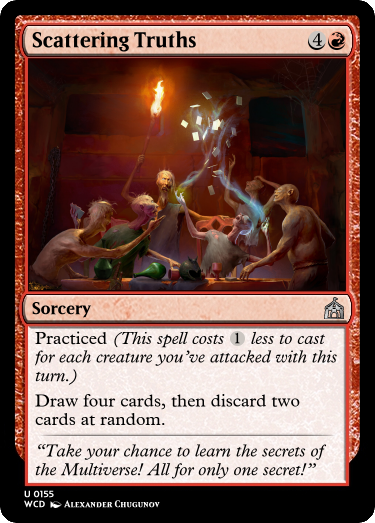 Scattering Truths 4
Sorcery
Practiced (This spell costs 1 less to cast
for each creature you've attacked with this
turn.)
Draw four cards, then discard two
cards at random.
“Take your chance to learn the secrets of
the Multiverse! All for only one secret!”
U 0155
WCD Alexander Chugunov